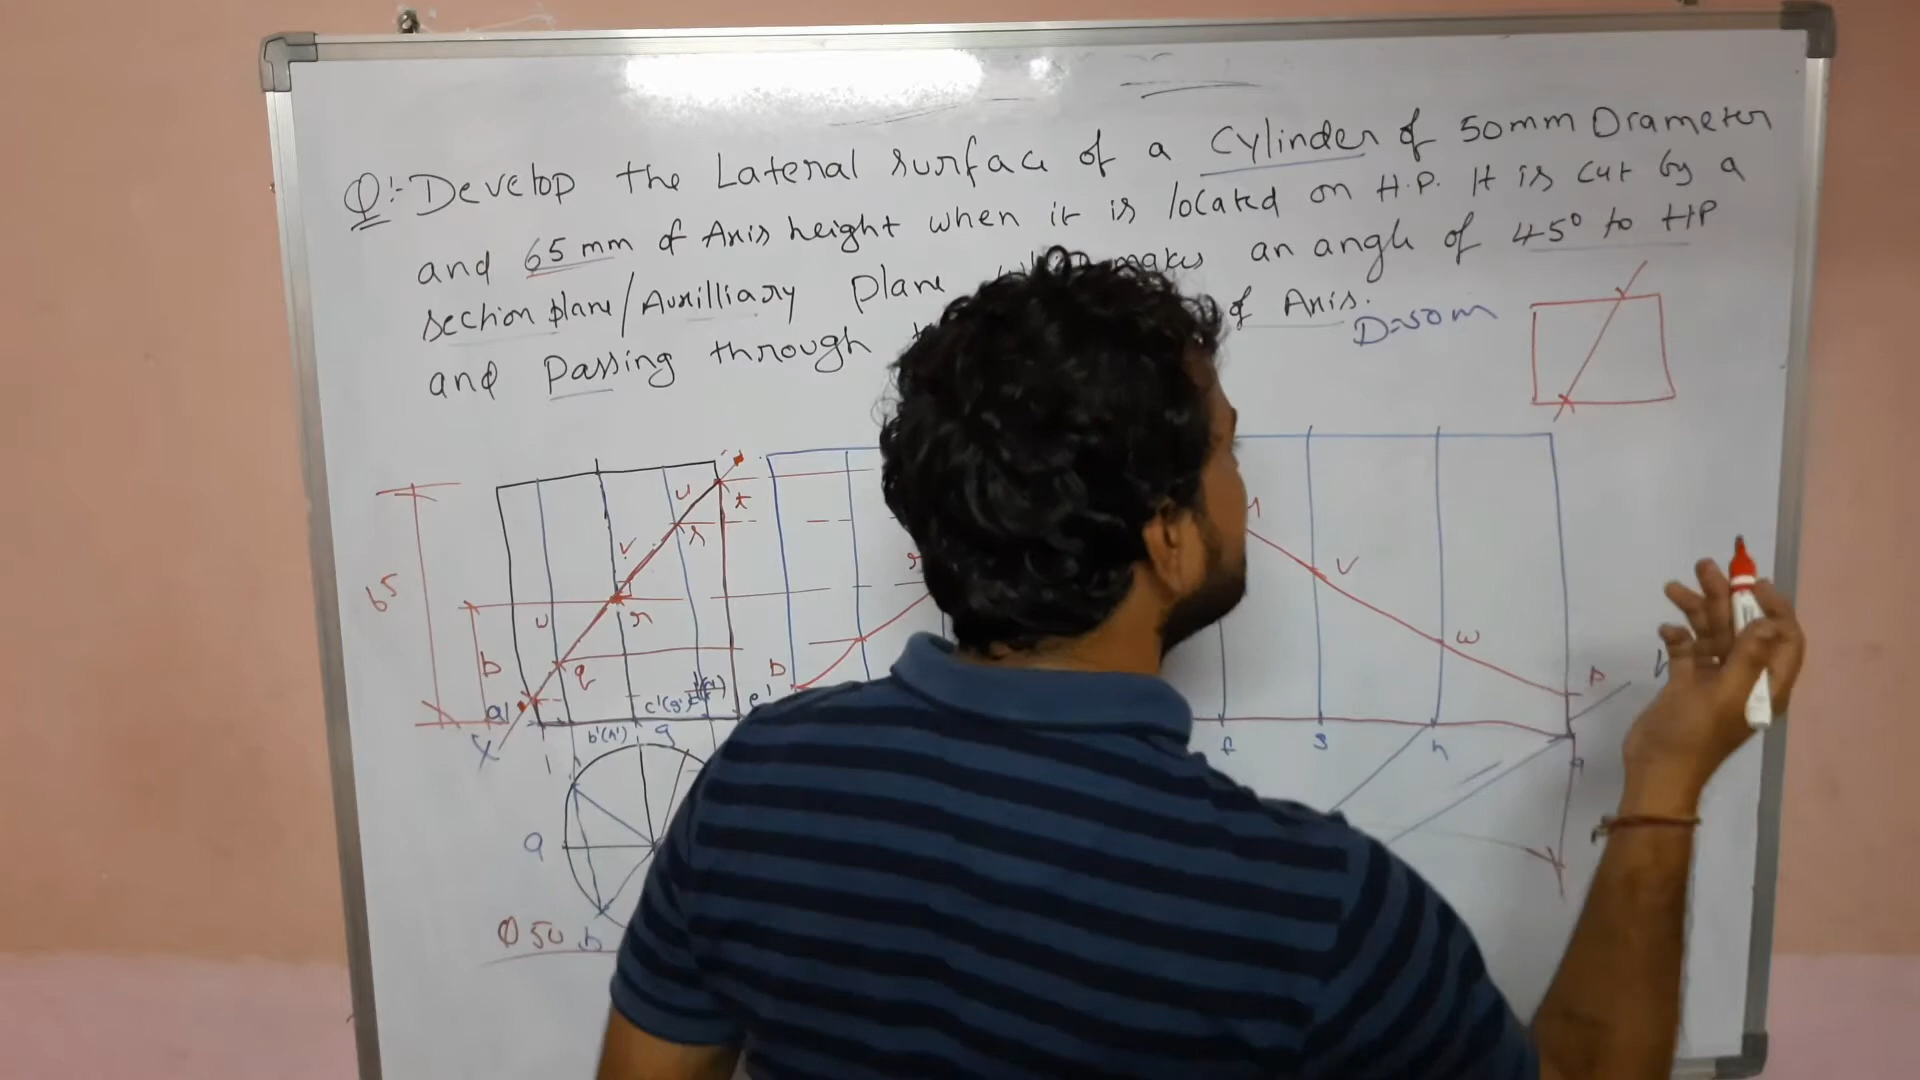 Q:- Develop the Lateral surface of a Cylinder of 50mm Diameter
and 65 mm of Axis height when it is located on H.P. It is cut by a
section plane/Auxilliary plane makes an angle of 45° to HP
and Passing through of Axis.
D=50m
u
t
s
v
r
u
q
b
65
a'
b'(h')
c'(g')
e'
X
1
g
a
Ø 50
b
p
v
w
p
f
g
h
a